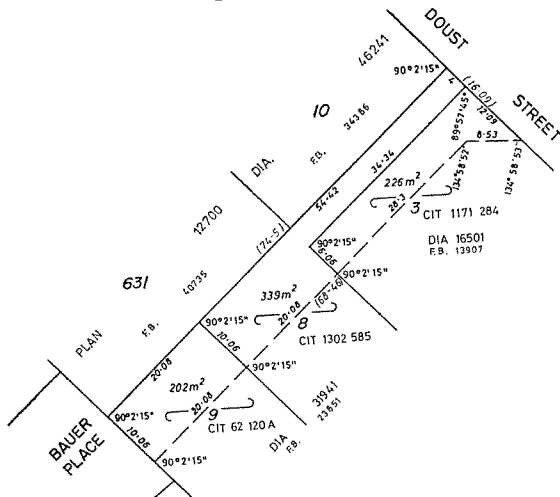 DOUST
STREET
46241
90°2'15"
4
(16·09)
12·09
10
34386
F.B.
DIA.
12700
89°57'45"
8·53
134°58'52"
134°58'53"
34·34
54·42
(74·5)
226m²
28·3
3
CIT 1171 284
DIA 16501
F.B. 13907
90°2'15"
6·06
90°2'15"
631
40735
F.B.
PLAN
339m²
(68·46)
20·08
8
CIT 1302 585
90°2'15"
10·06
90°2'15"
20·08
202m²
20·08
9
CIT 62 120A
31941
DIA
F.B.
23851
90°2'15"
10·06
90°2'15"
BAUER
PLACE